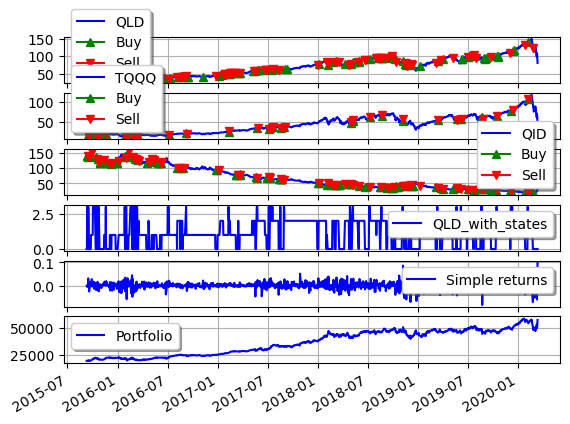 QLD
Buy
Sell
150
100
50
TQQQ
Buy
Sell
100
50
QID
Buy
Sell
150
100
50
QLD_with_states
2.5
0.0
Simple returns
0.1
0.0
Portfolio
50000
25000
2015-07
2016-01
2016-07
2017-01
2017-07
2018-01
2018-07
2019-01
2019-07
2020-01